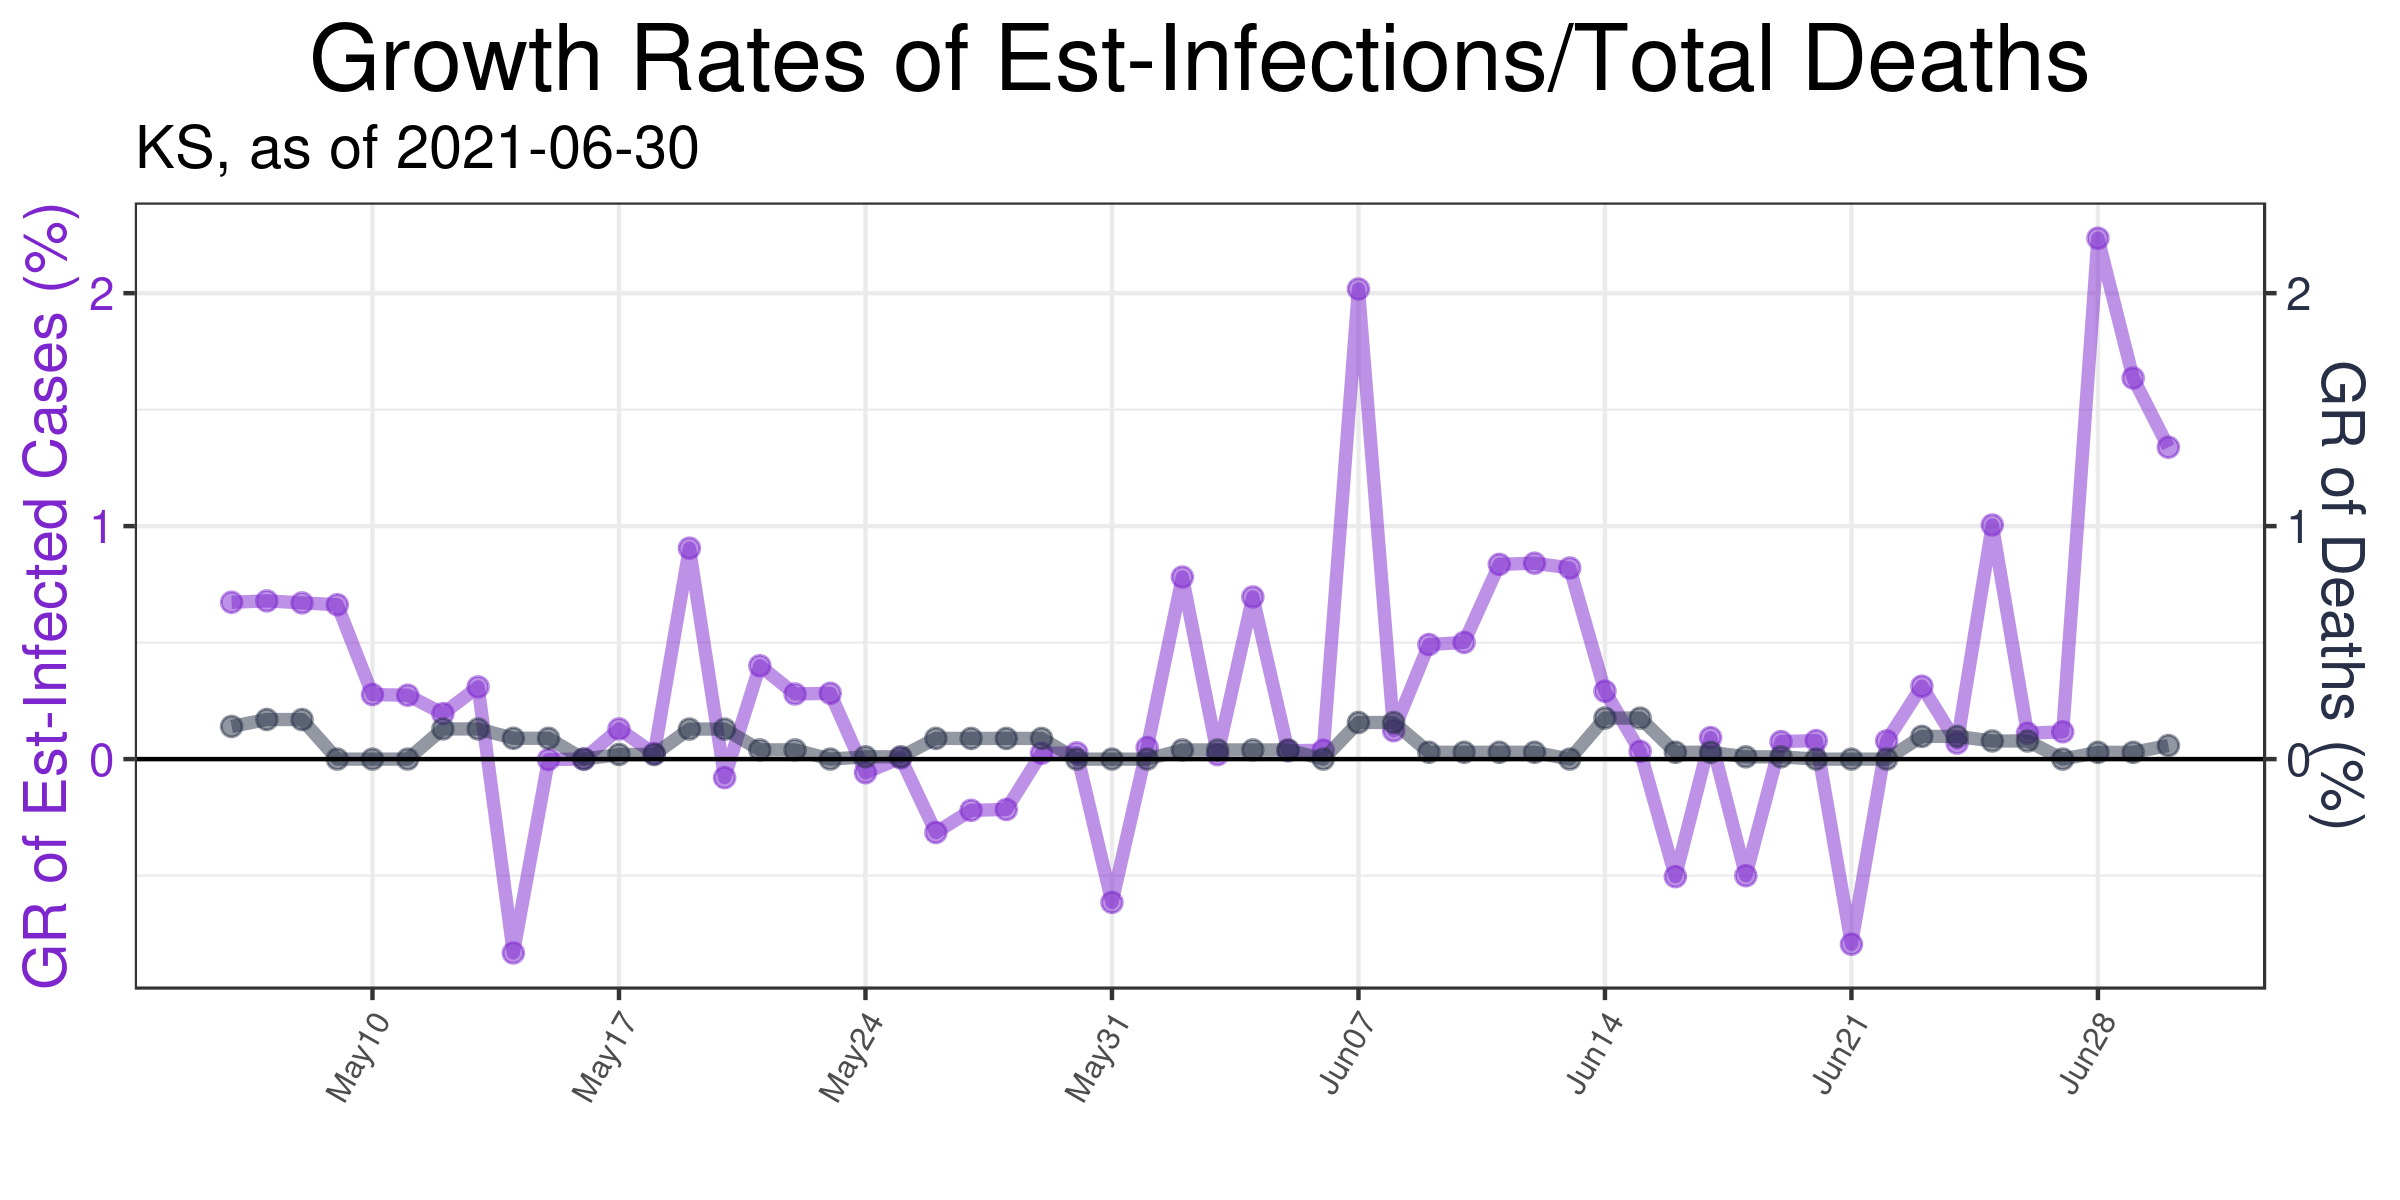 Growth Rates of Est-Infections/Total Deaths
KS, as of 2021-06-30
GR of Est-Infected Cases (%)
2
1
0
2
1
0
GR of Deaths (%)
May10
May17
May24
May31
Jun07
Jun14
Jun21
Jun28